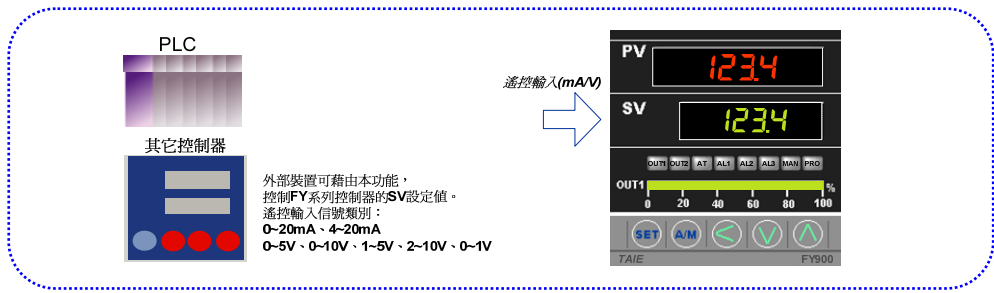 PLC
其它控制器
外部裝置可藉由本功能，
控制FY系列控制器的SV設定值。
遙控輸入信號類別：
0~20mA、4~20mA
0~5V、0~10V、1~5V、2~10V、0~1V
遙控輸入(mA/V)
PV 123.4
SV 123.4
OUT1 OUT2 AT AL1 AL2 AL3 MAN PRO
OUT1 %
0 20 40 60 80 100
SET A/M
TAIE FY900